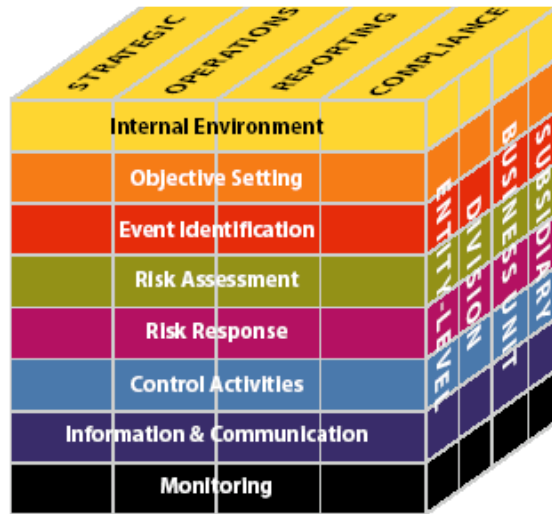 STRATEGIC
OPERATIONS
REPORTING
COMPLIANCE
Internal Environment
Objective Setting
Event Identification
Risk Assessment
Risk Response
Control Activities
Information & Communication
Monitoring
ENTITY-LEVEL
DIVISION
BUSINESS UNIT
SUBSIDIARY